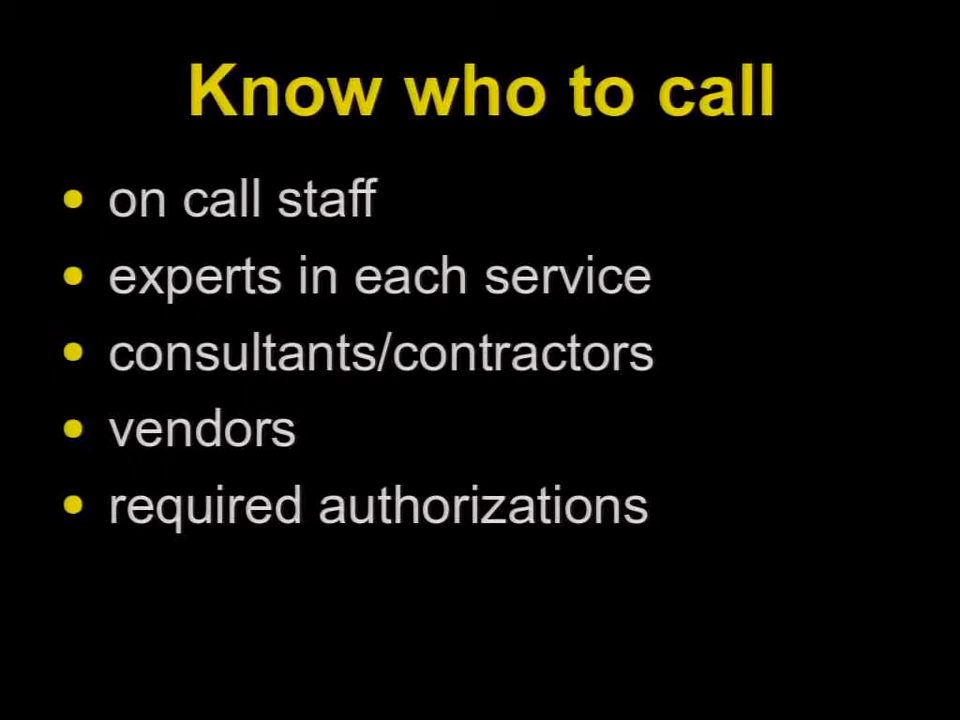 Know who to call
• on call staff
• experts in each service
• consultants/contractors
• vendors
• required authorizations